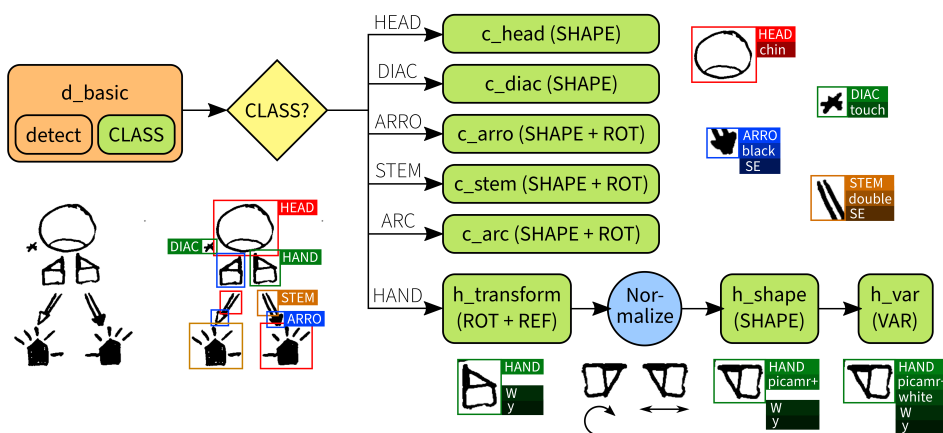 d_basic
detect
CLASS
CLASS?
HEAD
c_head (SHAPE)
DIAC
c_diac (SHAPE)
ARRO
c_arro (SHAPE + ROT)
STEM
c_stem (SHAPE + ROT)
ARC
c_arc (SHAPE + ROT)
HAND
h_transform
(ROT + REF)
Nor-
malize
h_shape
(SHAPE)
h_var
(VAR)
HEAD
chin
DIAC
touch
ARRO
black
SE
STEM
double
SE
HEAD
DIAC
HAND
STEM
ARRO
HAND
W
y
HAND
picamr+
W
y
HAND
picamr-
white
W
y